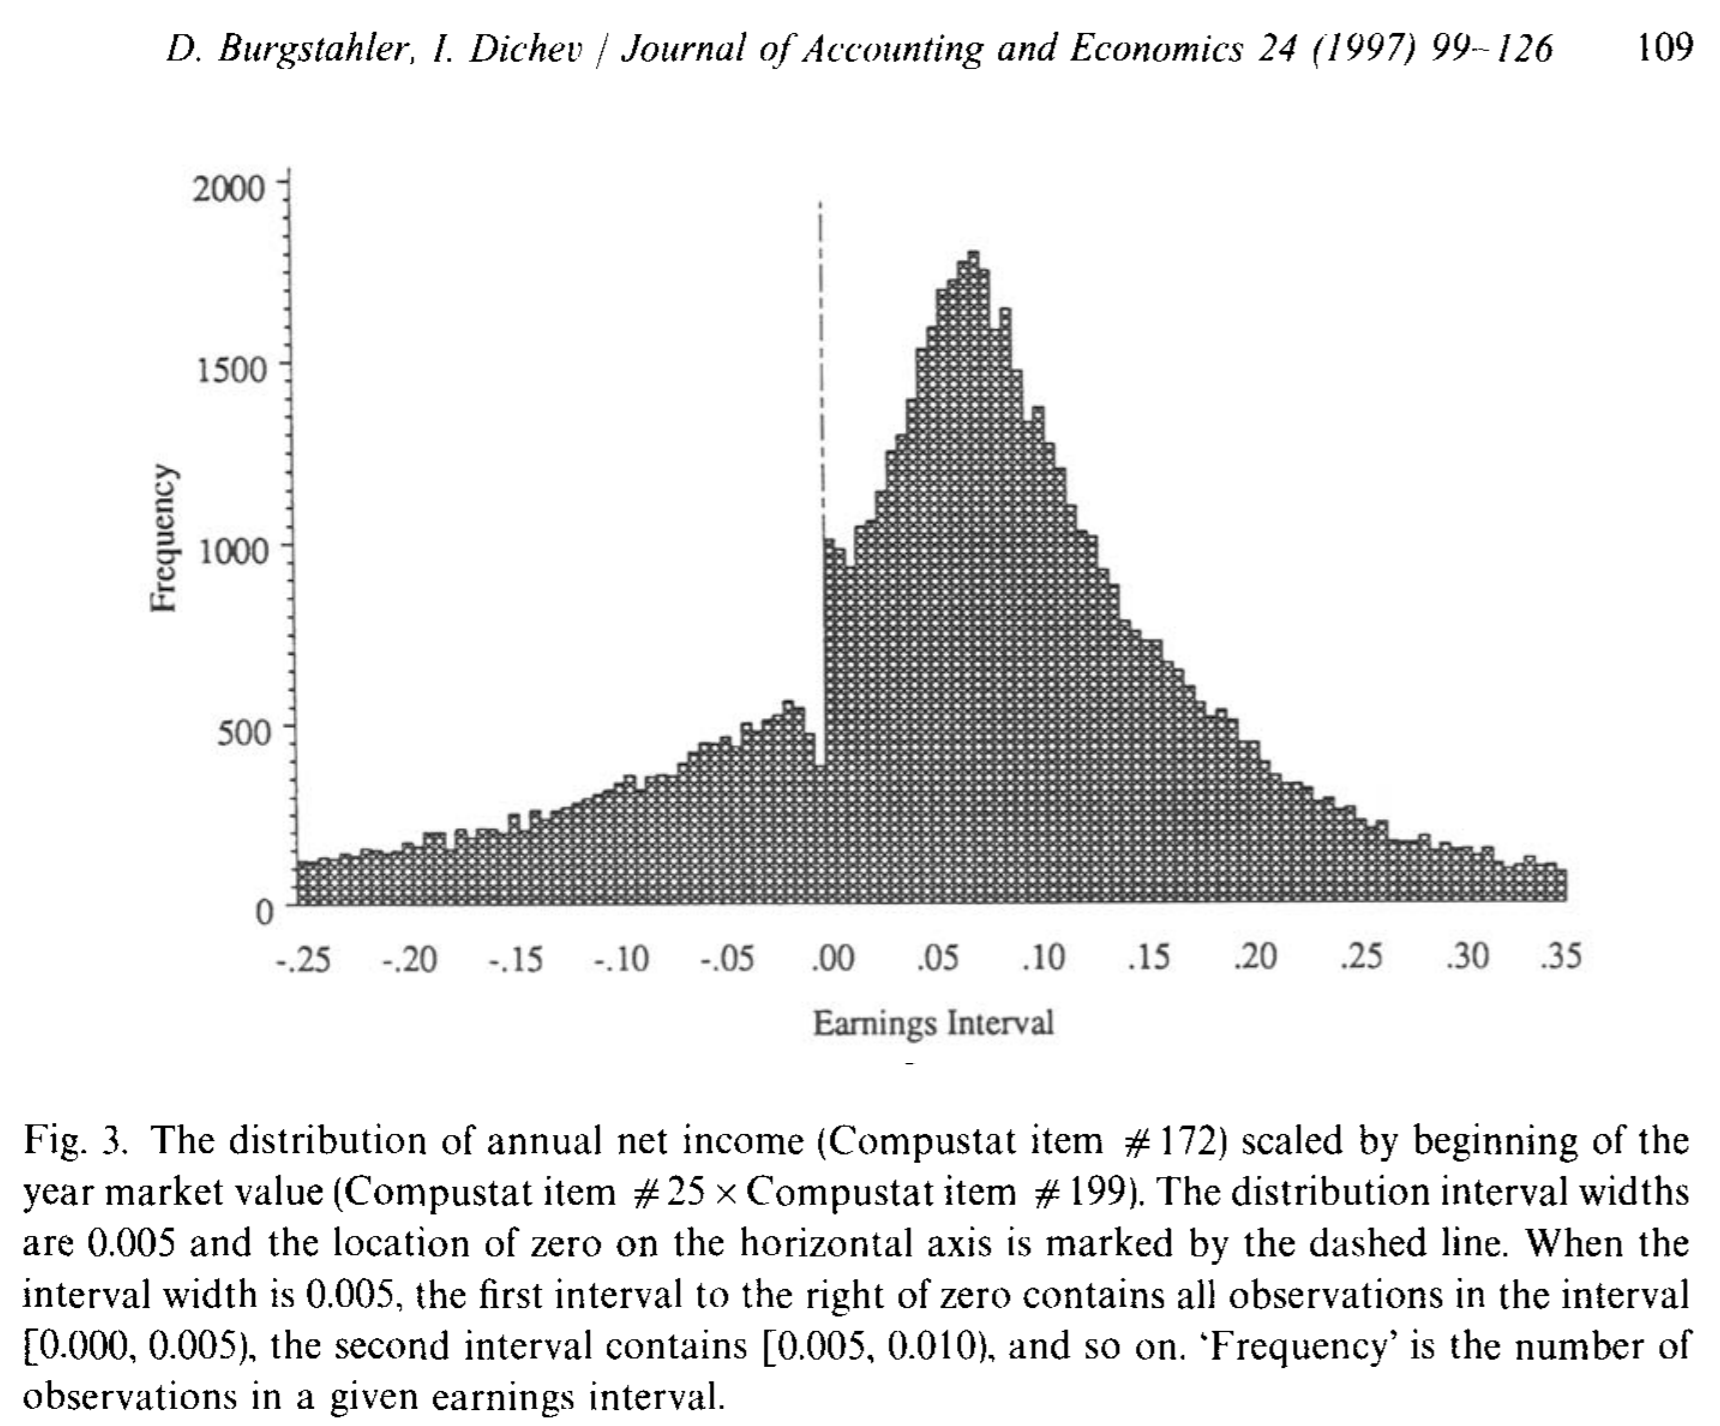 D. Burgstahler, I. Dichev / Journal of Accounting and Economics 24 (1997) 99–126 109
2000
1500
1000
500
0
Frequency
-.25 -.20 -.15 -.10 -.05 .00 .05 .10 .15 .20 .25 .30 .35
Earnings Interval
Fig. 3. The distribution of annual net income (Compustat item #172) scaled by beginning of the
year market value (Compustat item #25 × Compustat item #199). The distribution interval widths
are 0.005 and the location of zero on the horizontal axis is marked by the dashed line. When the
interval width is 0.005, the first interval to the right of zero contains all observations in the interval
[0.000, 0.005), the second interval contains [0.005, 0.010), and so on. ‘Frequency’ is the number of
observations in a given earnings interval.